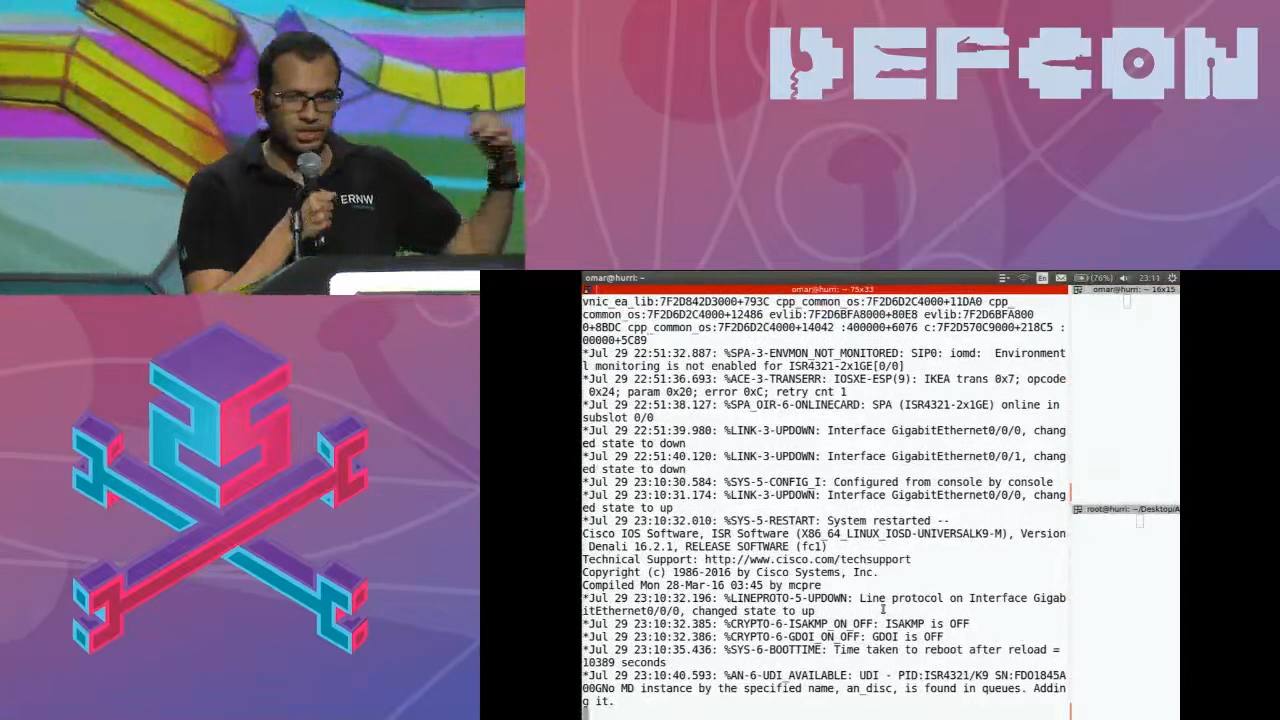 DEFCON
ERNW
omar@hurri: ~
En
(76%)
23:11
omar@hurri: ~ 75x33
omar@hurri: ~ 16x15
vnic_ea_lib:7F2D842D3000+793C cpp_common_os:7F2D6D2C4000+11DA0 cpp_
common_os:7F2D6D2C4000+12486 evlib:7F2D6BFA8000+80E8 evlib:7F2D6BFA800
0+8BDC cpp_common_os:7F2D6D2C4000+14042 :400000+6076 c:7F2D570C9000+218C5 :
00000+5C89
*Jul 29 22:51:32.887: %SPA-3-ENVMON_NOT_MONITORED: SIP0: iomd:  Environment
l monitoring is not enabled for ISR4321-2x1GE[0/0]
*Jul 29 22:51:36.693: %ACE-3-TRANSERR: IOSXE-ESP(9): IKEA trans 0x7; opcode
0x24; param 0x20; error 0xC; retry cnt 1
*Jul 29 22:51:38.127: %SPA_OIR-6-ONLINECARD: SPA (ISR4321-2x1GE) online in
subslot 0/0
*Jul 29 22:51:39.980: %LINK-3-UPDOWN: Interface GigabitEthernet0/0/0, chang
ed state to down
*Jul 29 22:51:40.120: %LINK-3-UPDOWN: Interface GigabitEthernet0/0/1, chang
ed state to down
*Jul 29 23:10:30.584: %SYS-5-CONFIG_I: Configured from console by console
*Jul 29 23:10:31.174: %LINK-3-UPDOWN: Interface GigabitEthernet0/0/0, chang
ed state to up
*Jul 29 23:10:32.010: %SYS-5-RESTART: System restarted --
Cisco IOS Software, ISR Software (X86_64_LINUX_IOSD-UNIVERSALK9-M), Version
Denali 16.2.1, RELEASE SOFTWARE (fc1)
Technical Support: http://www.cisco.com/techsupport
Copyright (c) 1986-2016 by Cisco Systems, Inc.
Compiled Mon 28-Mar-16 03:45 by mcpre
*Jul 29 23:10:32.196: %LINEPROTO-5-UPDOWN: Line protocol on Interface Gigab
itEthernet0/0/0, changed state to up
*Jul 29 23:10:32.385: %CRYPTO-6-ISAKMP_ON_OFF: ISAKMP is OFF
*Jul 29 23:10:32.386: %CRYPTO-6-GDOI_ON_OFF: GDOI is OFF
*Jul 29 23:10:35.436: %SYS-6-BOOTTIME: Time taken to reboot after reload =
10389 seconds
*Jul 29 23:10:40.593: %AN-6-UDI_AVAILABLE: UDI - PID:ISR4321/K9 SN:FDO1845A
00GNo MD instance by the specified name, an_disc, is found in queues. Addin
g it.
root@hurri: ~/Desktop/A
25